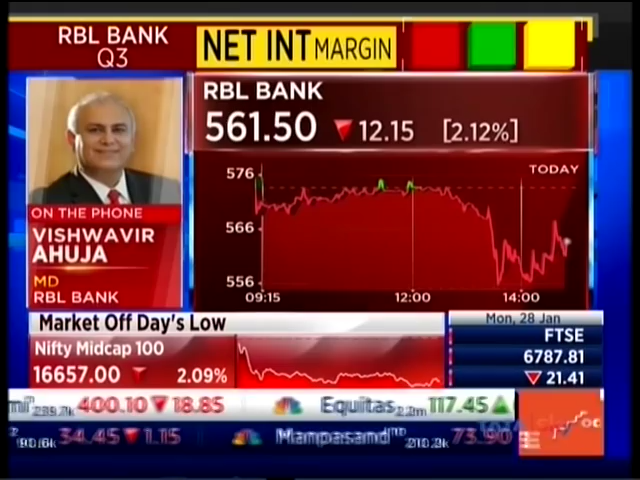 RBL BANK
Q3
NET INT MARGIN
RBL BANK
561.50 ▼ 12.15 [2.12%]
TODAY
576
566
556
09:15 12:00 14:00
ON THE PHONE
VISHWAVIR
AHUJA
MD
RBL BANK
Market Off Day's Low
Nifty Midcap 100
16657.00 ▼ 2.09%
Mon, 28 Jan
FTSE
6787.81
▼ 21.41
400.10 ▼ 18.85 Equitas 2.2m 117.45 ▲
34.45 ▼ 1.15 Manpasand 73.90